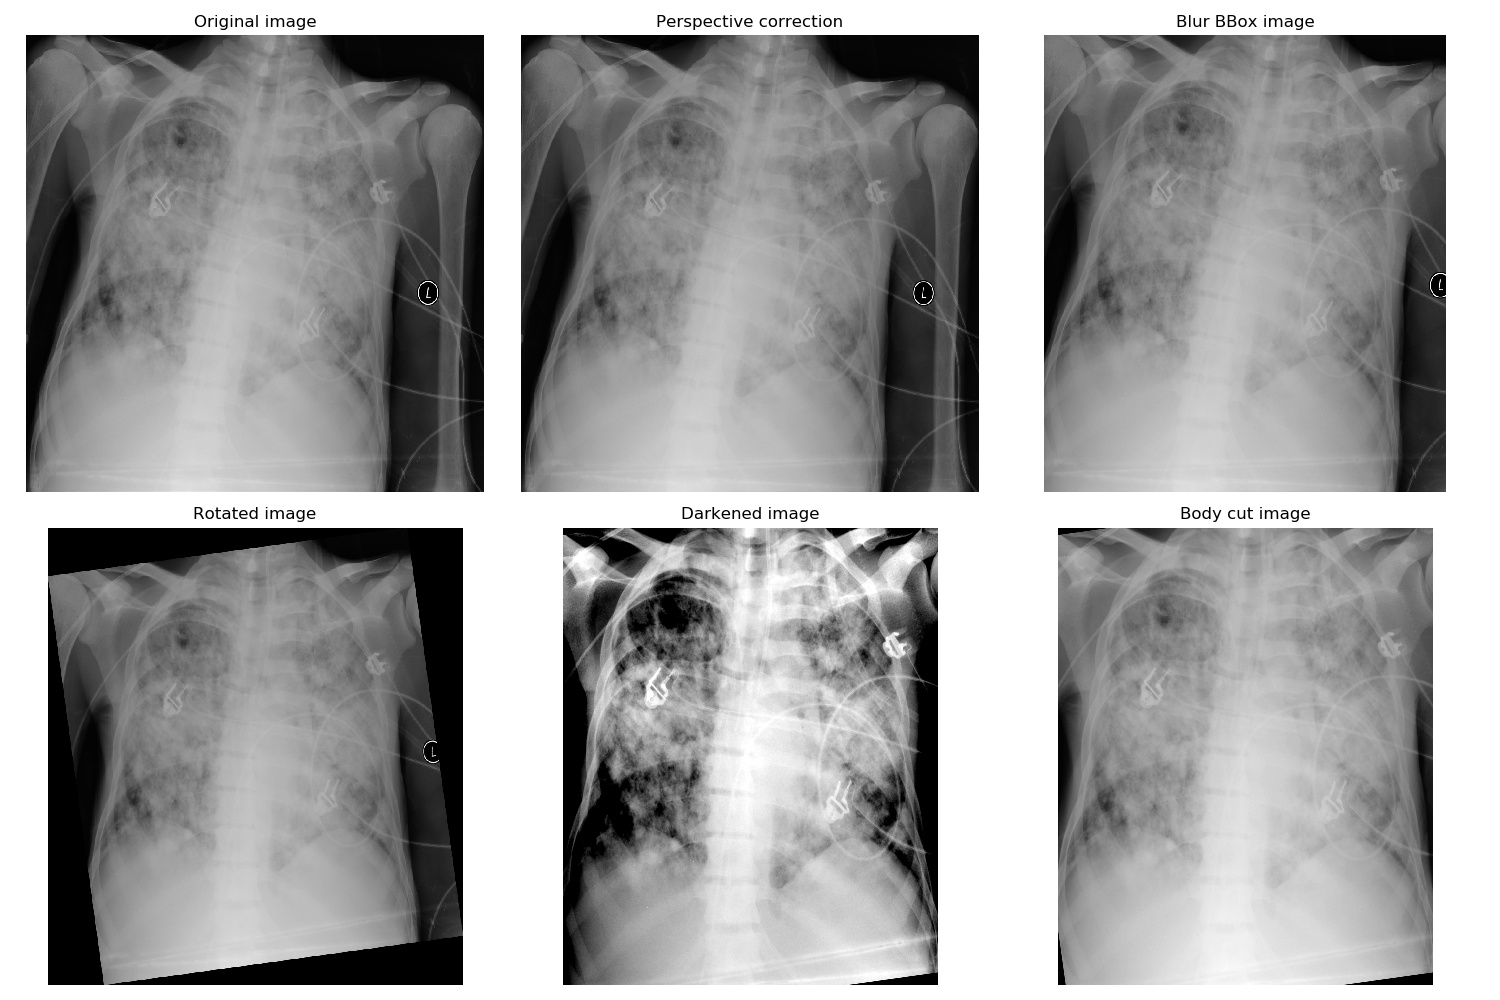 Original image
Perspective correction
Blur BBox image
L
L
L
Rotated image
Darkened image
Body cut image
L